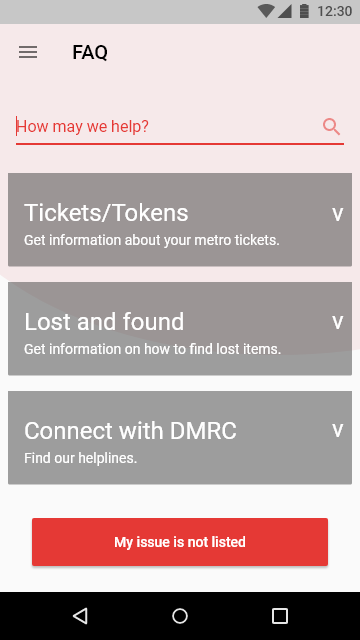 12:30
FAQ
How may we help?
Tickets/Tokens
V
Get information about your metro tickets.
Lost and found
V
Get information on how to find lost items.
Connect with DMRC
V
Find our helplines.
My issue is not listed